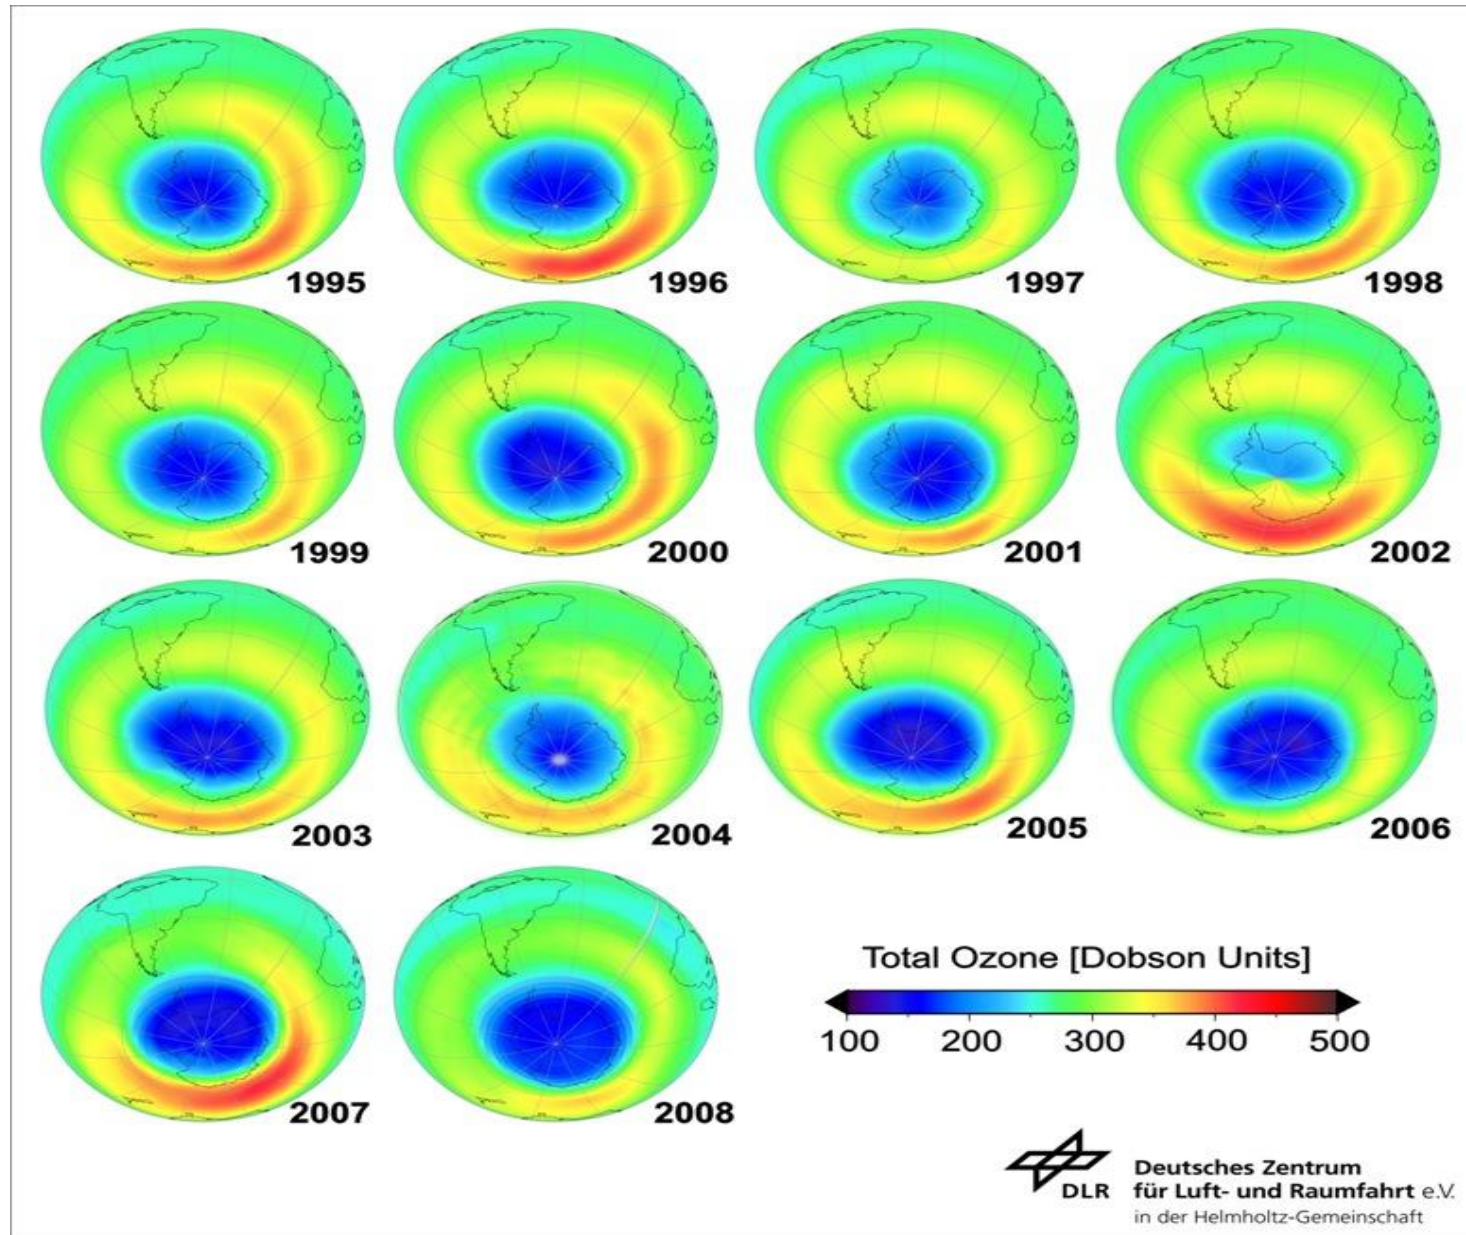 1995
1996
1997
1998
1999
2000
2001
2002
2003
2004
2005
2006
2007
2008
Total Ozone [Dobson Units]
100 200 300 400 500
DLR
Deutsches Zentrum
für Luft- und Raumfahrt e.V.
in der Helmholtz-Gemeinschaft